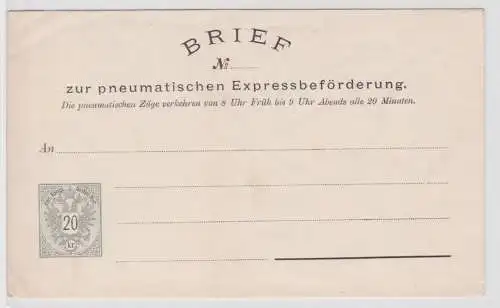 BRIEF
№
zur pneumatischen Expressbeförderung.
Die pneumatischen Züge verkehren von 8 Uhr Früh bis 9 Uhr Abends alle 20 Minuten.
An
20
kr.